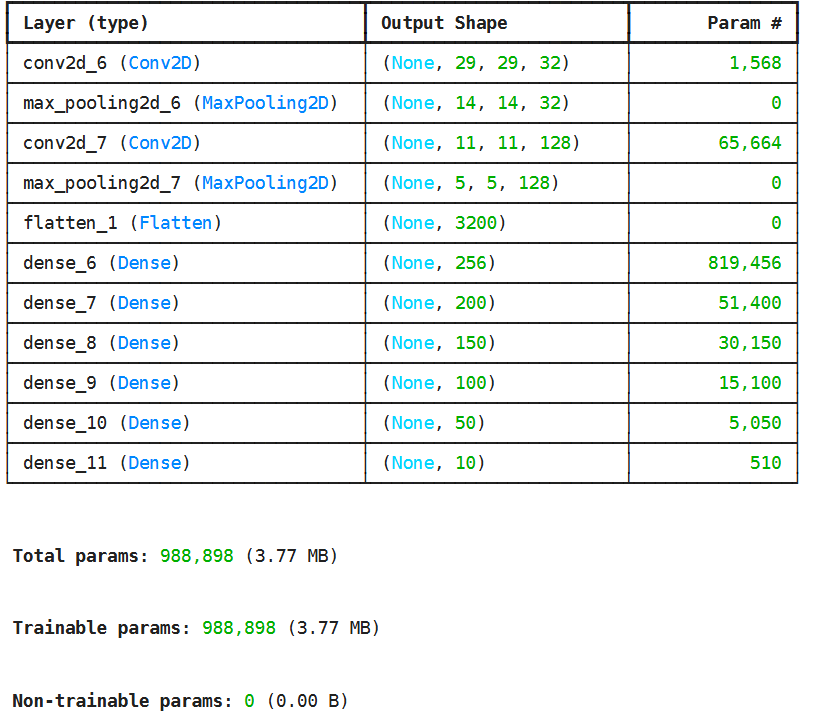 Layer (type) Output Shape Param #
conv2d_6 (Conv2D) (None, 29, 29, 32) 1,568
max_pooling2d_6 (MaxPooling2D) (None, 14, 14, 32) 0
conv2d_7 (Conv2D) (None, 11, 11, 128) 65,664
max_pooling2d_7 (MaxPooling2D) (None, 5, 5, 128) 0
flatten_1 (Flatten) (None, 3200) 0
dense_6 (Dense) (None, 256) 819,456
dense_7 (Dense) (None, 200) 51,400
dense_8 (Dense) (None, 150) 30,150
dense_9 (Dense) (None, 100) 15,100
dense_10 (Dense) (None, 50) 5,050
dense_11 (Dense) (None, 10) 510
Total params: 988,898 (3.77 MB)
Trainable params: 988,898 (3.77 MB)
Non-trainable params: 0 (0.00 B)